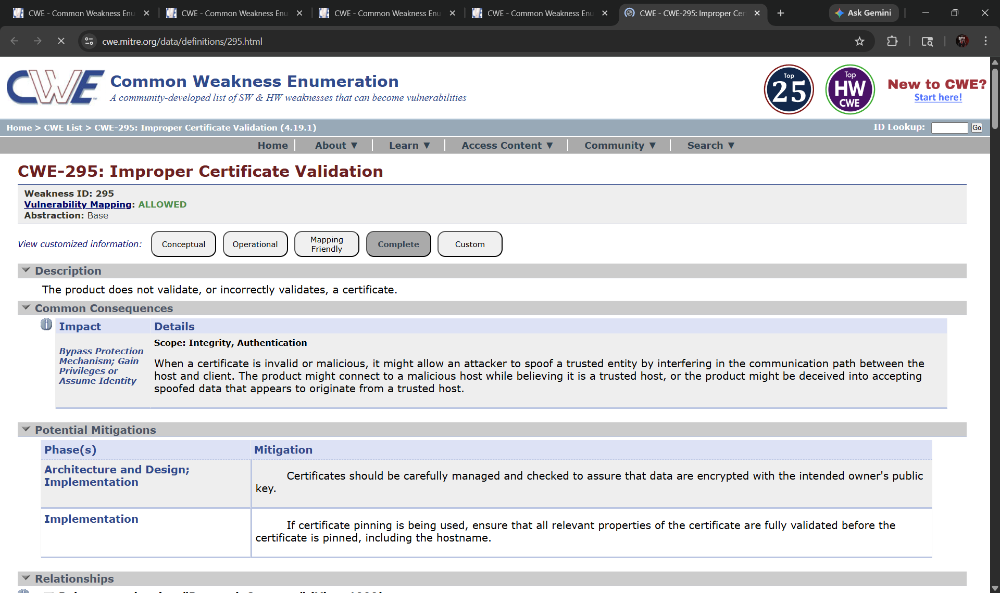 CWE - Common Weakness Enu
CWE - Common Weakness Enu
CWE - Common Weakness Enu
CWE - Common Weakness Enu
CWE - CWE-295: Improper Cer
Ask Gemini
cwe.mitre.org/data/definitions/295.html
CWE
Common Weakness Enumeration
A community-developed list of SW & HW weaknesses that can become vulnerabilities
Top
25
Top
HW
CWE
New to CWE?
Start here!
Home > CWE List > CWE-295: Improper Certificate Validation (4.19.1)
ID Lookup:
Go
Home
About ▼
Learn ▼
Access Content ▼
Community ▼
Search ▼
CWE-295: Improper Certificate Validation
Weakness ID: 295
Vulnerability Mapping: ALLOWED
Abstraction: Base
View customized information:
Conceptual
Operational
Mapping
Friendly
Complete
Custom
Description
The product does not validate, or incorrectly validates, a certificate.
Common Consequences
Impact
Details
Bypass Protection
Mechanism; Gain
Privileges or
Assume Identity
Scope: Integrity, Authentication
When a certificate is invalid or malicious, it might allow an attacker to spoof a trusted entity by interfering in the communication path between the
host and client. The product might connect to a malicious host while believing it is a trusted host, or the product might be deceived into accepting
spoofed data that appears to originate from a trusted host.
Potential Mitigations
Phase(s)
Mitigation
Architecture and Design;
Implementation
Certificates should be carefully managed and checked to assure that data are encrypted with the intended owner's public
key.
Implementation
If certificate pinning is being used, ensure that all relevant properties of the certificate are fully validated before the
certificate is pinned, including the hostname.
Relationships